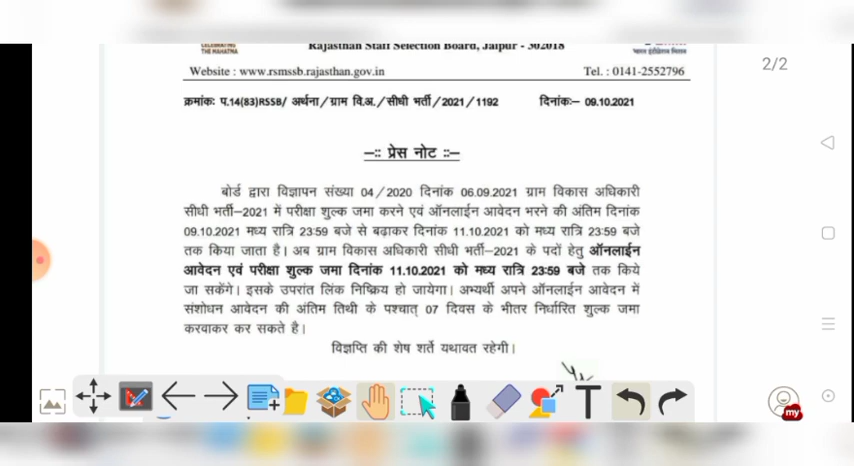 CELEBRATING
THE MAHATMA
Rajasthan Staff Selection Board, Jaipur - 302018
Website : www.rsmssb.rajasthan.gov.in
Tel. : 0141-2552796
2/2
क्रमांकः प.14(83)RSSB/ अर्थना/ग्राम वि.अ./सीधी भर्ती/2021/1192
दिनांकः– 09.10.2021
–:: प्रेस नोट ::–
बोर्ड द्वारा विज्ञापन संख्या 04/2020 दिनांक 06.09.2021 ग्राम विकास अधिकारी
सीधी भर्ती–2021 में परीक्षा शुल्क जमा करने एवं ऑनलाईन आवेदन भरने की अंतिम दिनांक
09.10.2021 मध्य रात्रि 23:59 बजे से बढ़ाकर दिनांक 11.10.2021 को मध्य रात्रि 23:59 बजे
तक किया जाता है। अब ग्राम विकास अधिकारी सीधी भर्ती–2021 के पदों हेतु ऑनलाईन
आवेदन एवं परीक्षा शुल्क जमा दिनांक 11.10.2021 को मध्य रात्रि 23:59 बजे तक किये
जा सकेंगे। इसके उपरांत लिंक निष्क्रिय हो जायेगा। अभ्यर्थी अपने ऑनलाईन आवेदन में
संशोधन आवेदन की अंतिम तिथी के पश्चात् 07 दिवस के भीतर निर्धारित शुल्क जमा
करवाकर कर सकते है।
विज्ञप्ति की शेष शर्ते यथावत रहेगी।
T
my